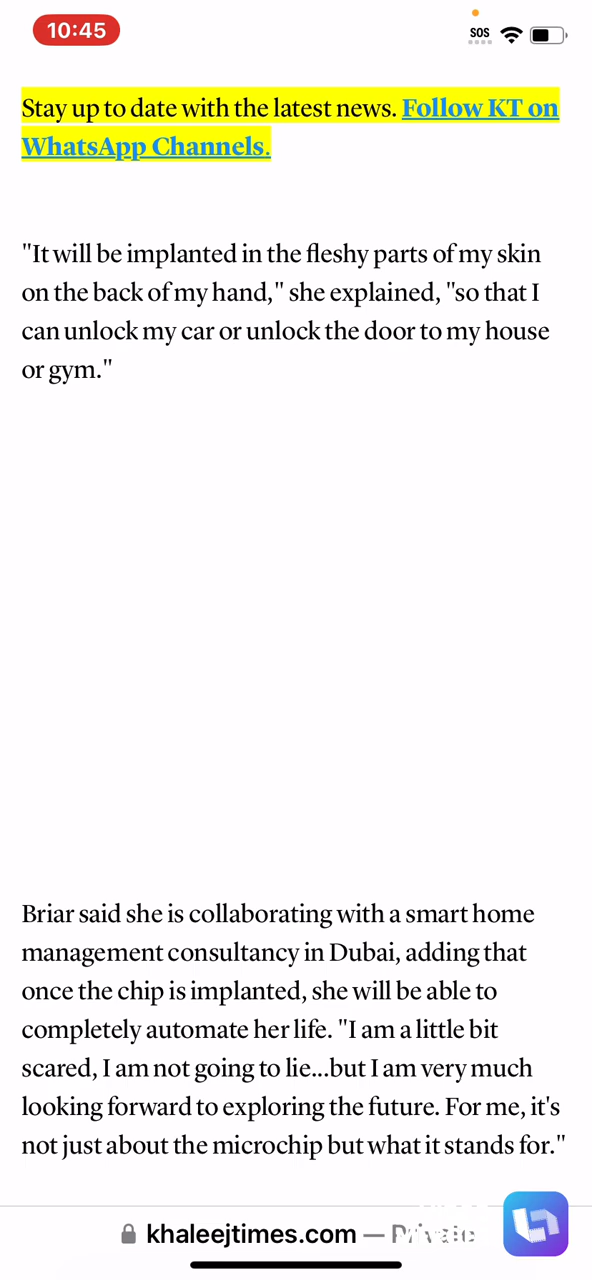 10:45
SOS
Stay up to date with the latest news. Follow KT on
WhatsApp Channels.
"It will be implanted in the fleshy parts of my skin
on the back of my hand," she explained, "so that I
can unlock my car or unlock the door to my house
or gym."
Briar said she is collaborating with a smart home
management consultancy in Dubai, adding that
once the chip is implanted, she will be able to
completely automate her life. "I am a little bit
scared, I am not going to lie...but I am very much
looking forward to exploring the future. For me, it's
not just about the microchip but what it stands for."
khaleejtimes.com —